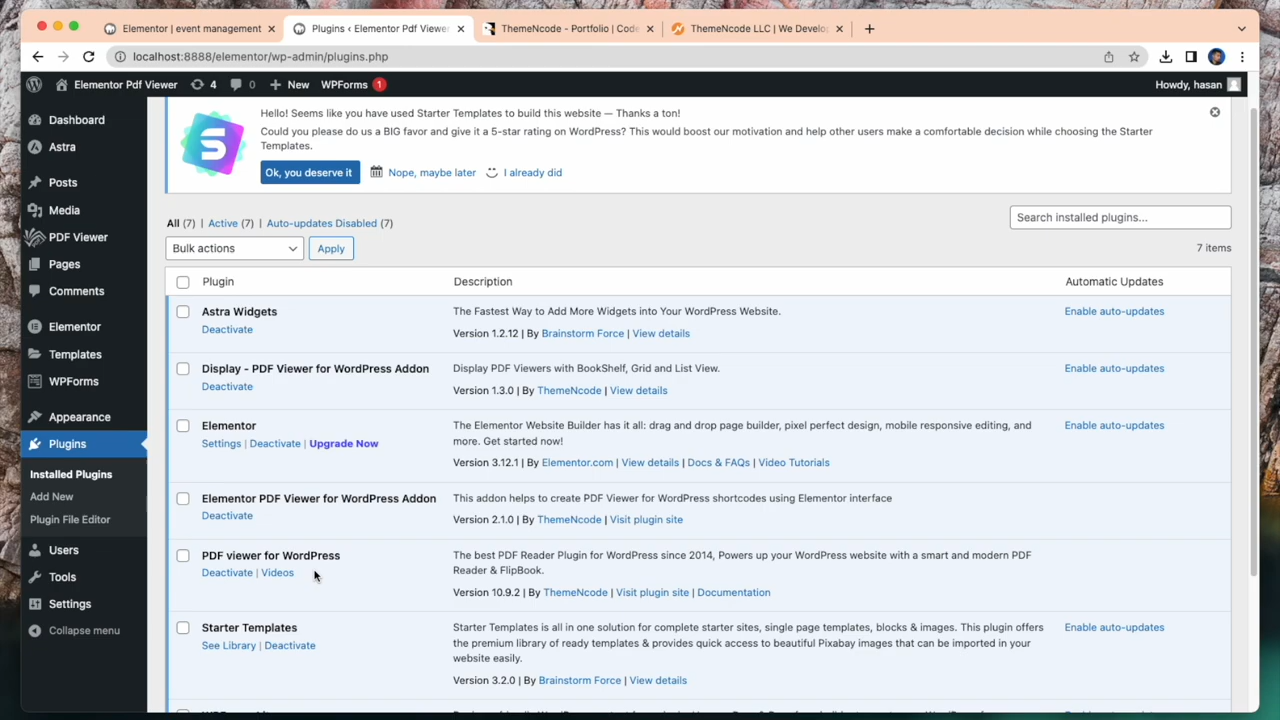 Elementor | event management
Plugins ‹ Elementor Pdf Viewer
ThemeNcode - Portfolio | Code
ThemeNcode LLC | We Develo
localhost:8888/elementor/wp-admin/plugins.php
Elementor Pdf Viewer
4
0
New
WPForms 1
Howdy, hasan
Dashboard
Astra
Posts
Media
PDF Viewer
Pages
Comments
Elementor
Templates
WPForms
Appearance
Plugins
Installed Plugins
Add New
Plugin File Editor
Users
Tools
Settings
Collapse menu
S
Hello! Seems like you have used Starter Templates to build this website — Thanks a ton!
Could you please do us a BIG favor and give it a 5-star rating on WordPress? This would boost our motivation and help other users make a comfortable decision while choosing the Starter
Templates.
Ok, you deserve it
Nope, maybe later
I already did
All (7) | Active (7) | Auto-updates Disabled (7)
Search installed plugins...
Bulk actions
Apply
7 items
Plugin
Description
Automatic Updates
Astra Widgets
Deactivate
The Fastest Way to Add More Widgets into Your WordPress Website.
Version 1.2.12 | By Brainstorm Force | View details
Enable auto-updates
Display - PDF Viewer for WordPress Addon
Deactivate
Display PDF Viewers with BookShelf, Grid and List View.
Version 1.3.0 | By ThemeNcode | View details
Enable auto-updates
Elementor
Settings | Deactivate | Upgrade Now
The Elementor Website Builder has it all: drag and drop page builder, pixel perfect design, mobile responsive editing, and
more. Get started now!
Version 3.12.1 | By Elementor.com | View details | Docs & FAQs | Video Tutorials
Enable auto-updates
Elementor PDF Viewer for WordPress Addon
Deactivate
This addon helps to create PDF Viewer for WordPress shortcodes using Elementor interface
Version 2.1.0 | By ThemeNcode | Visit plugin site
PDF viewer for WordPress
Deactivate | Videos
The best PDF Reader Plugin for WordPress since 2014, Powers up your WordPress website with a smart and modern PDF
Reader & FlipBook.
Version 10.9.2 | By ThemeNcode | Visit plugin site | Documentation
Starter Templates
See Library | Deactivate
Starter Templates is all in one solution for complete starter sites, single page templates, blocks & images. This plugin offers
the premium library of ready templates & provides quick access to beautiful Pixabay images that can be imported in your
website easily.
Version 3.2.0 | By Brainstorm Force | View details
Enable auto-updates